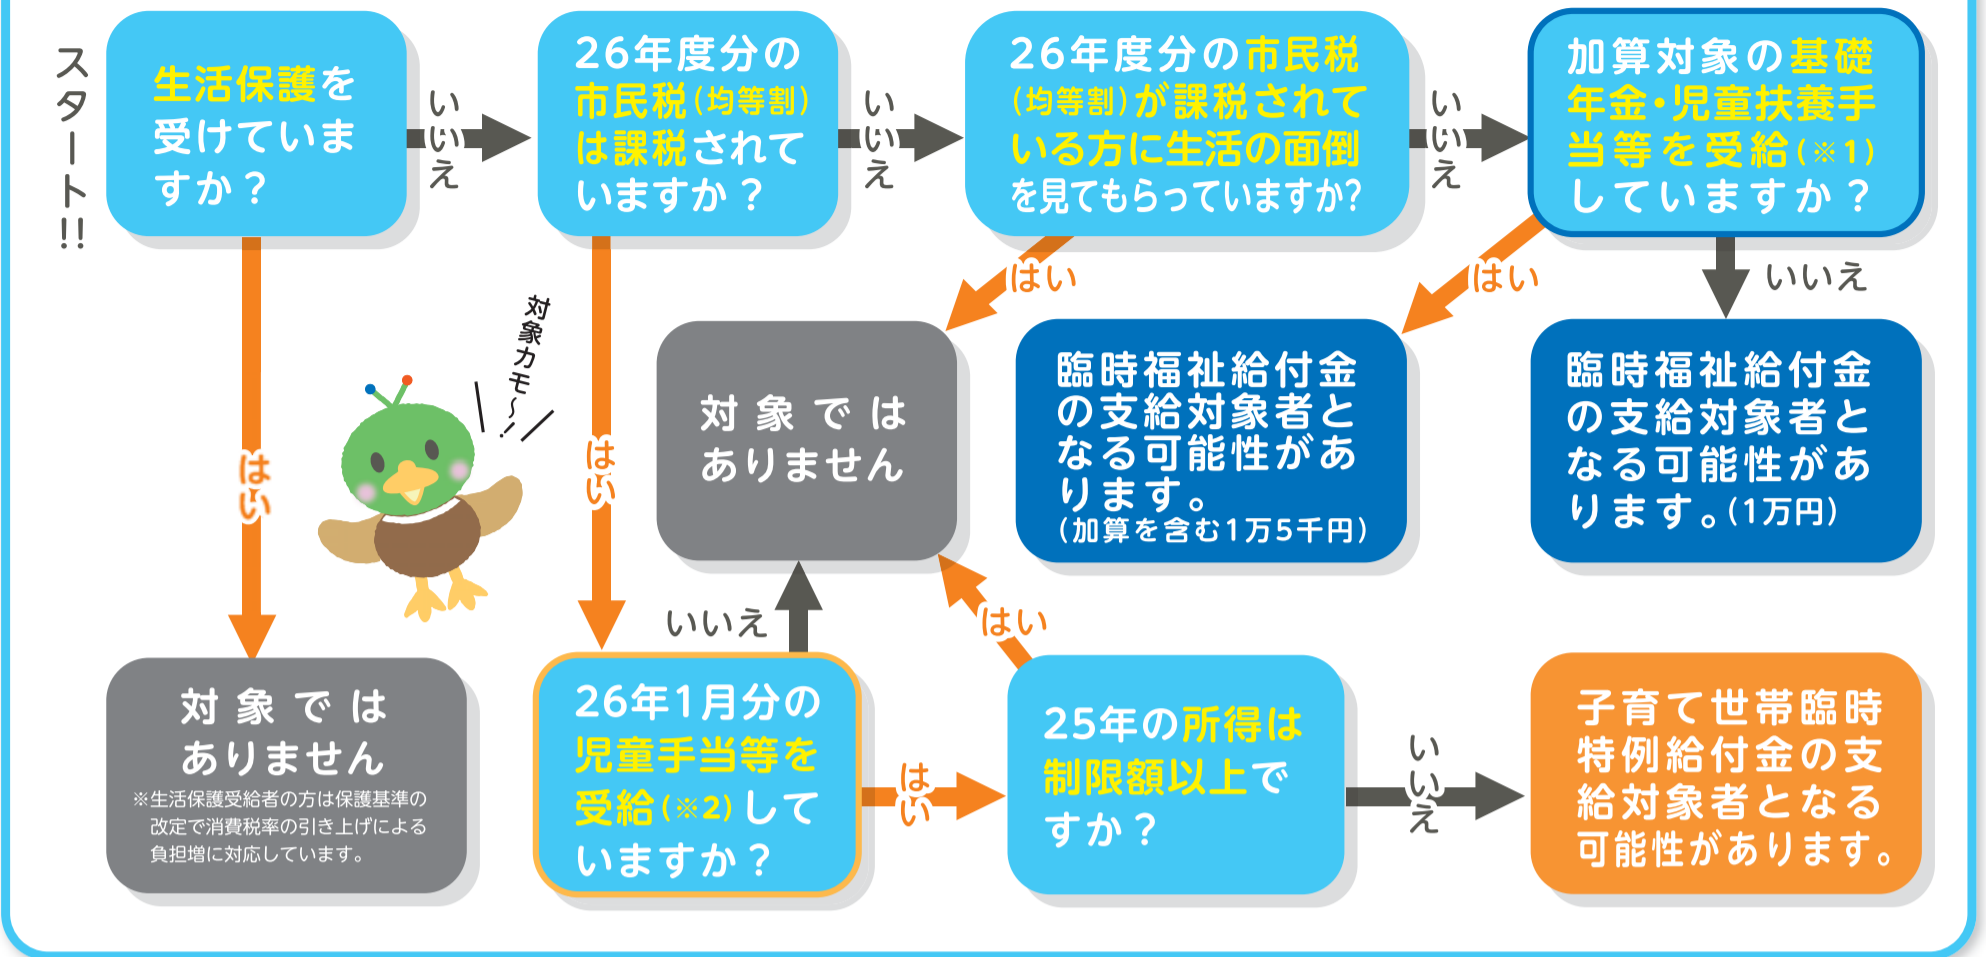 スタート!!
生活保護を
受けていま
すか？
いいえ
26年度分の
市民税(均等割)
は課税されて
いますか？
いいえ
26年度分の市民税
(均等割)が課税されて
いる方に生活の面倒
を見てもらっていますか?
いいえ
加算対象の基礎
年金・児童扶養手
当等を受給(※1)
していますか？
はい
はい
はい
はい
いいえ
対象カモ～!
対象では
ありません
臨時福祉給付金
の支給対象者と
なる可能性があ
ります。
(加算を含む1万5千円)
臨時福祉給付金
の支給対象者と
なる可能性があ
ります。(1万円)
いいえ
はい
対象では
ありません
※生活保護受給者の方は保護基準の
改定で消費税率の引き上げによる
負担増に対応しています。
26年1月分の
児童手当等を
受給(※2)して
いますか？
はい
25年の所得は
制限額以上で
すか？
いいえ
子育て世帯臨時
特例給付金の支
給対象者となる
可能性があります。